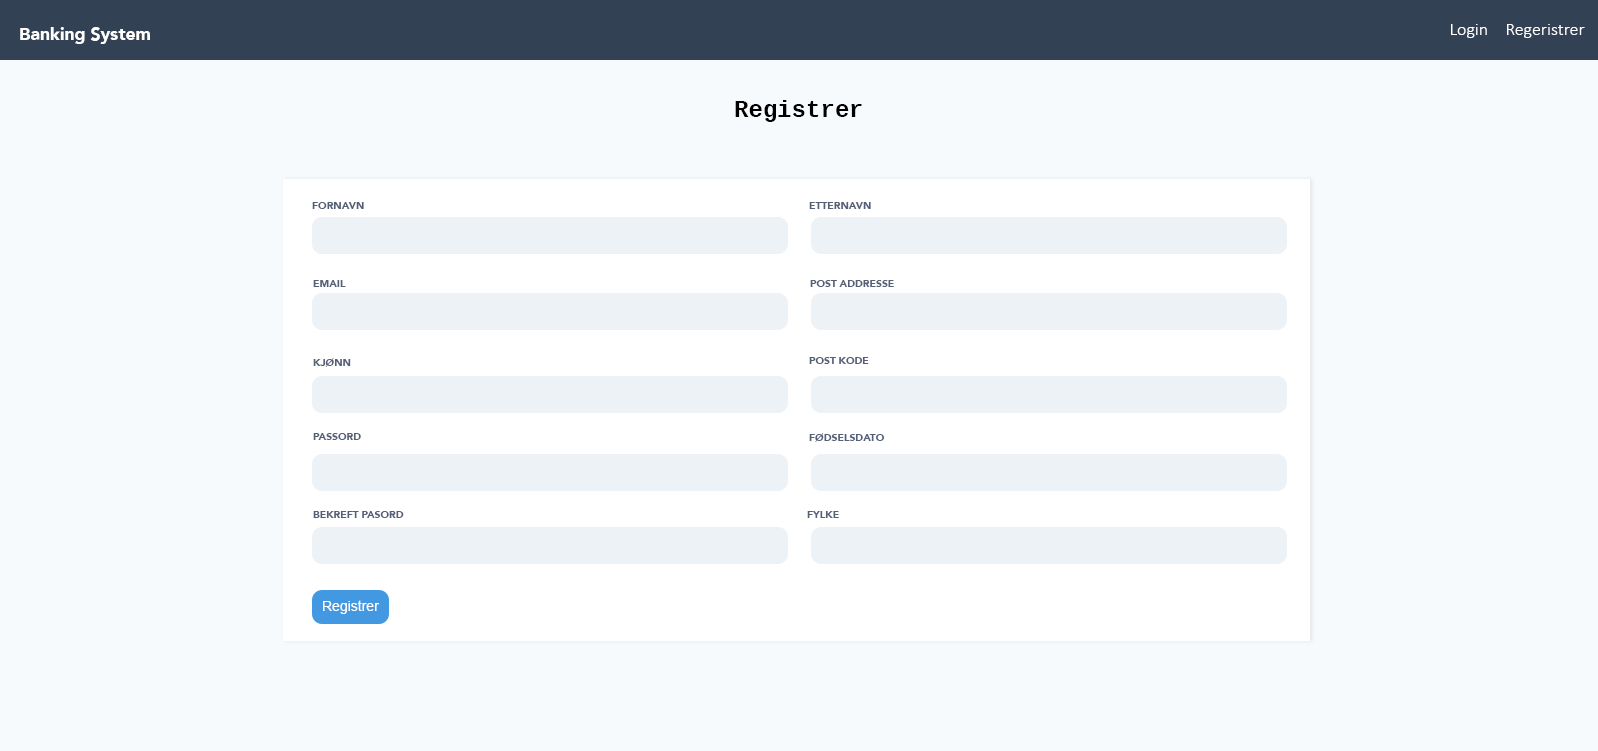 Banking System
Login Regeristrer
Registrer
FORNAVN ETTERNAVN
EMAIL POST ADDRESSE
KJØNN POST KODE
PASSORD FØDSELSDATO
BEKREFT PASORD FYLKE
Registrer